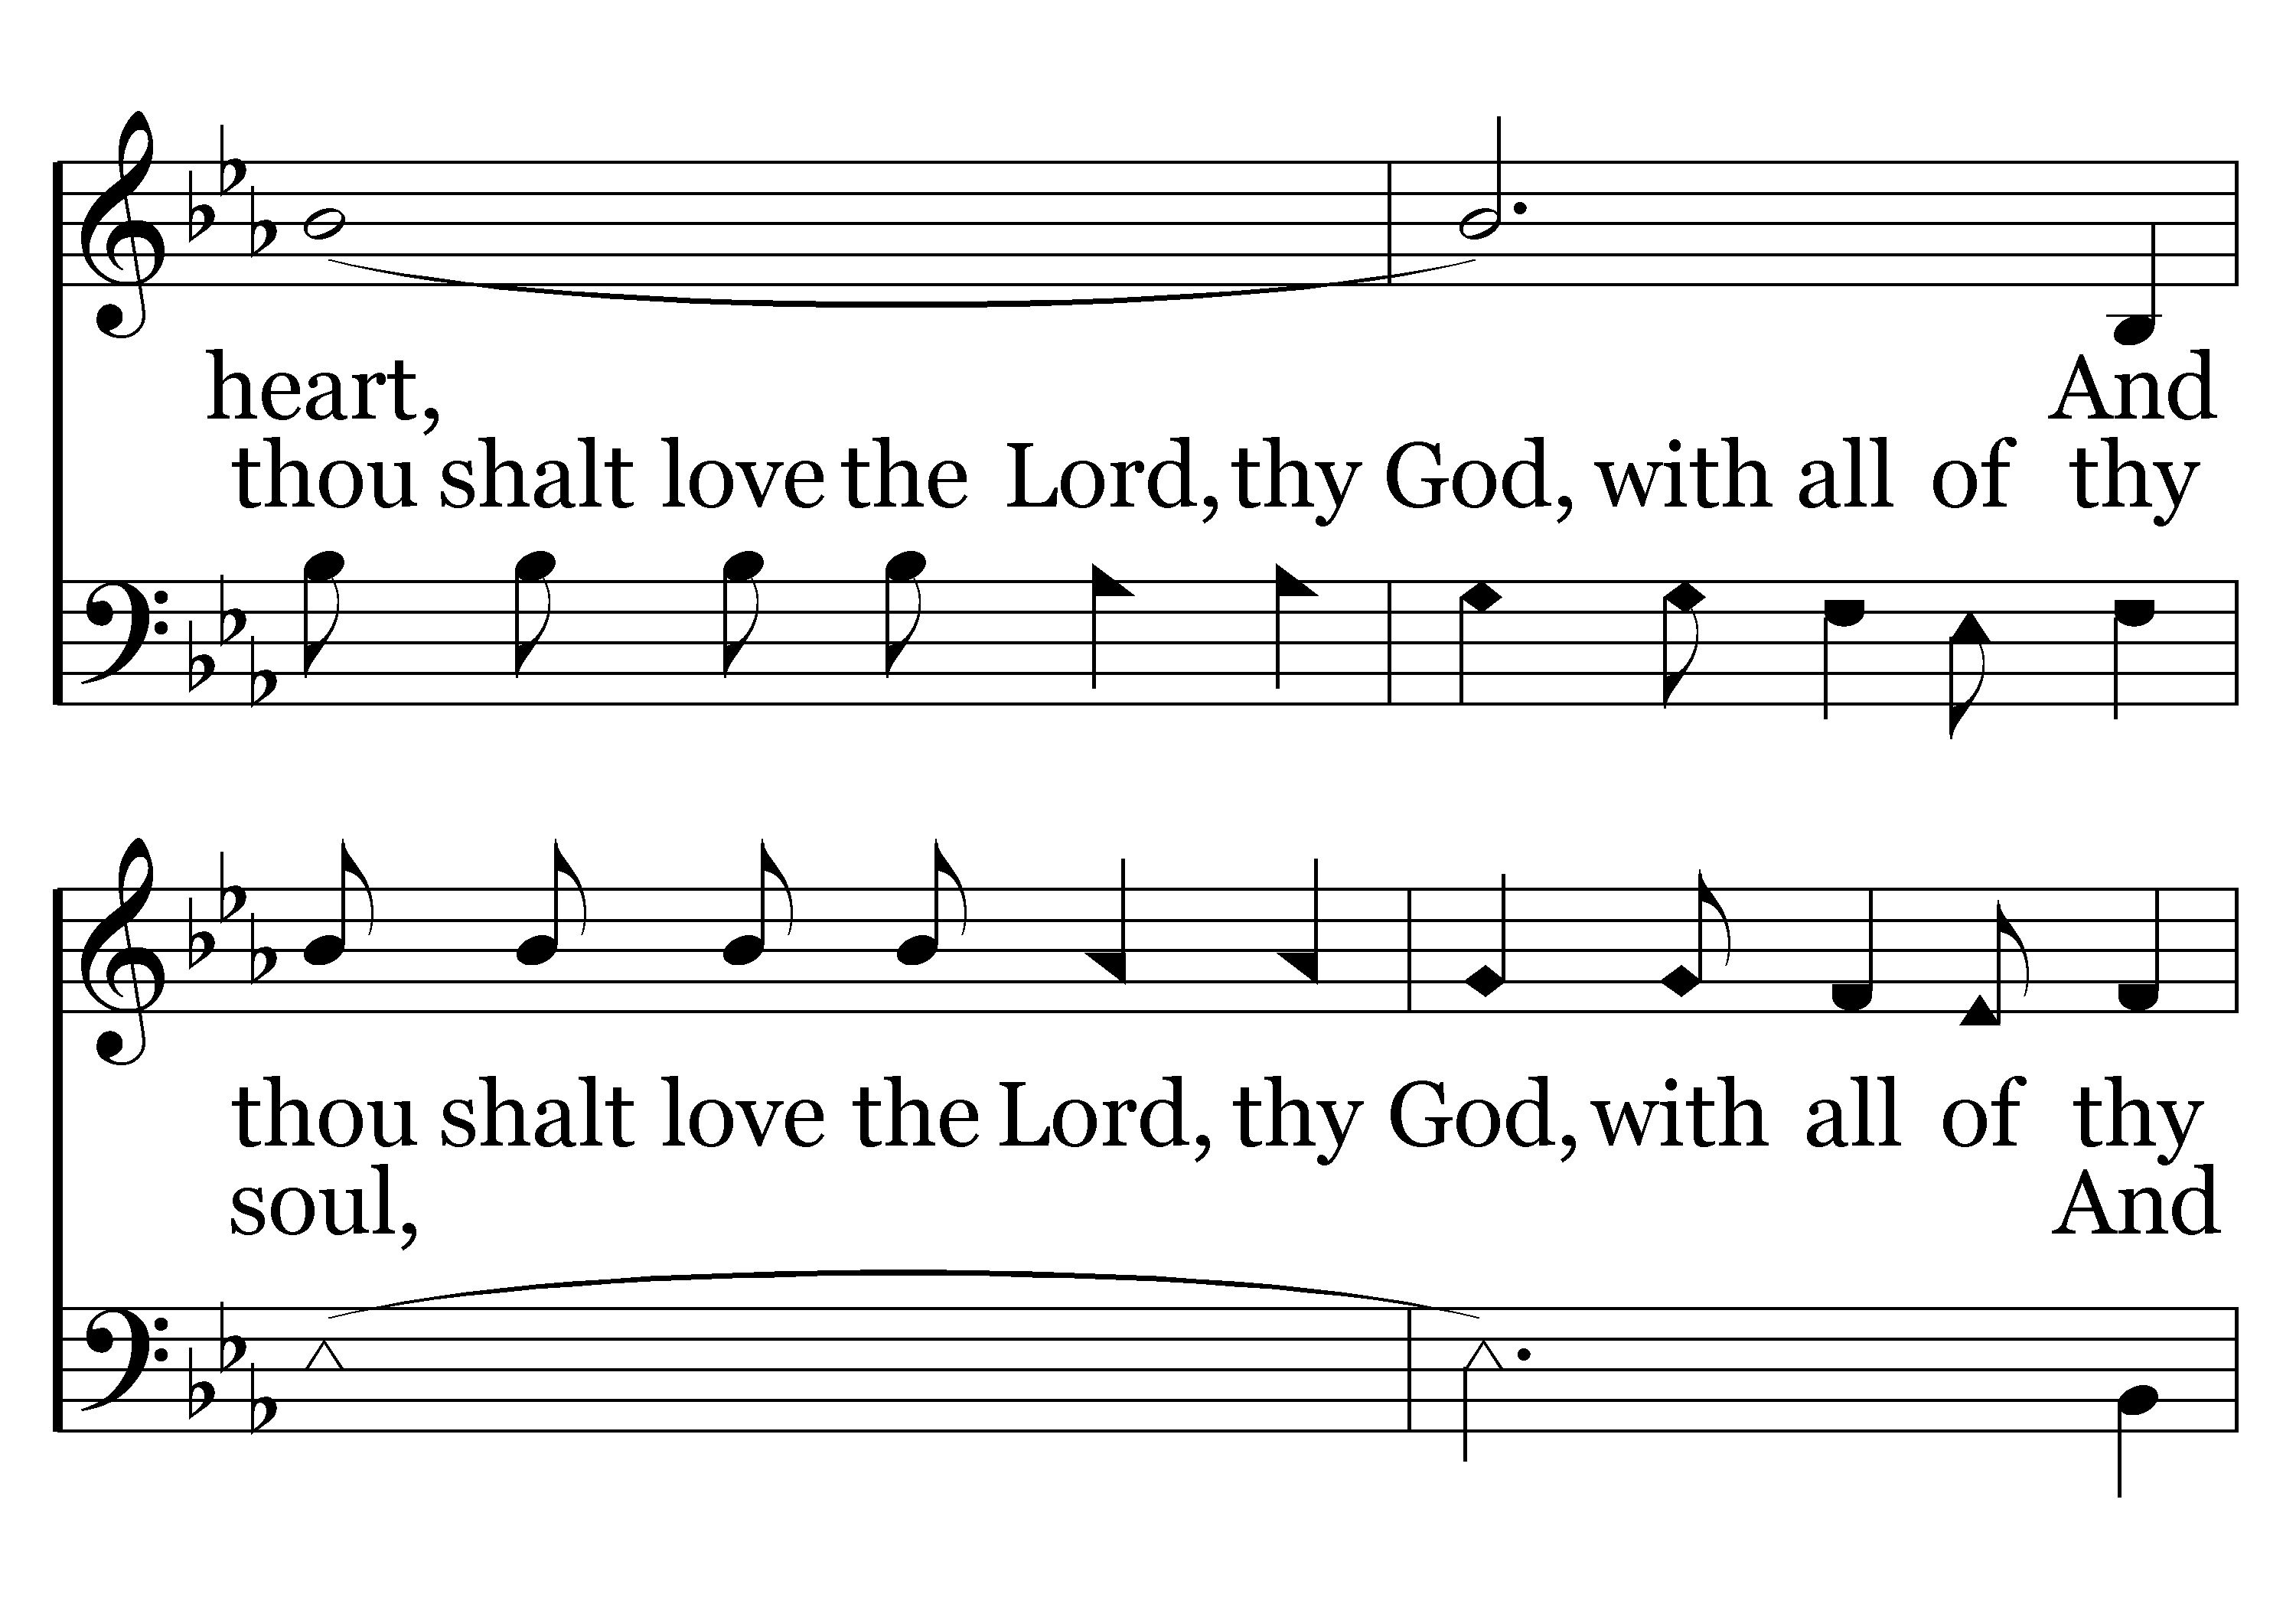 heart, And
thou shalt love the Lord, thy God, with all of thy
thou shalt love the Lord, thy God, with all of thy
soul, And